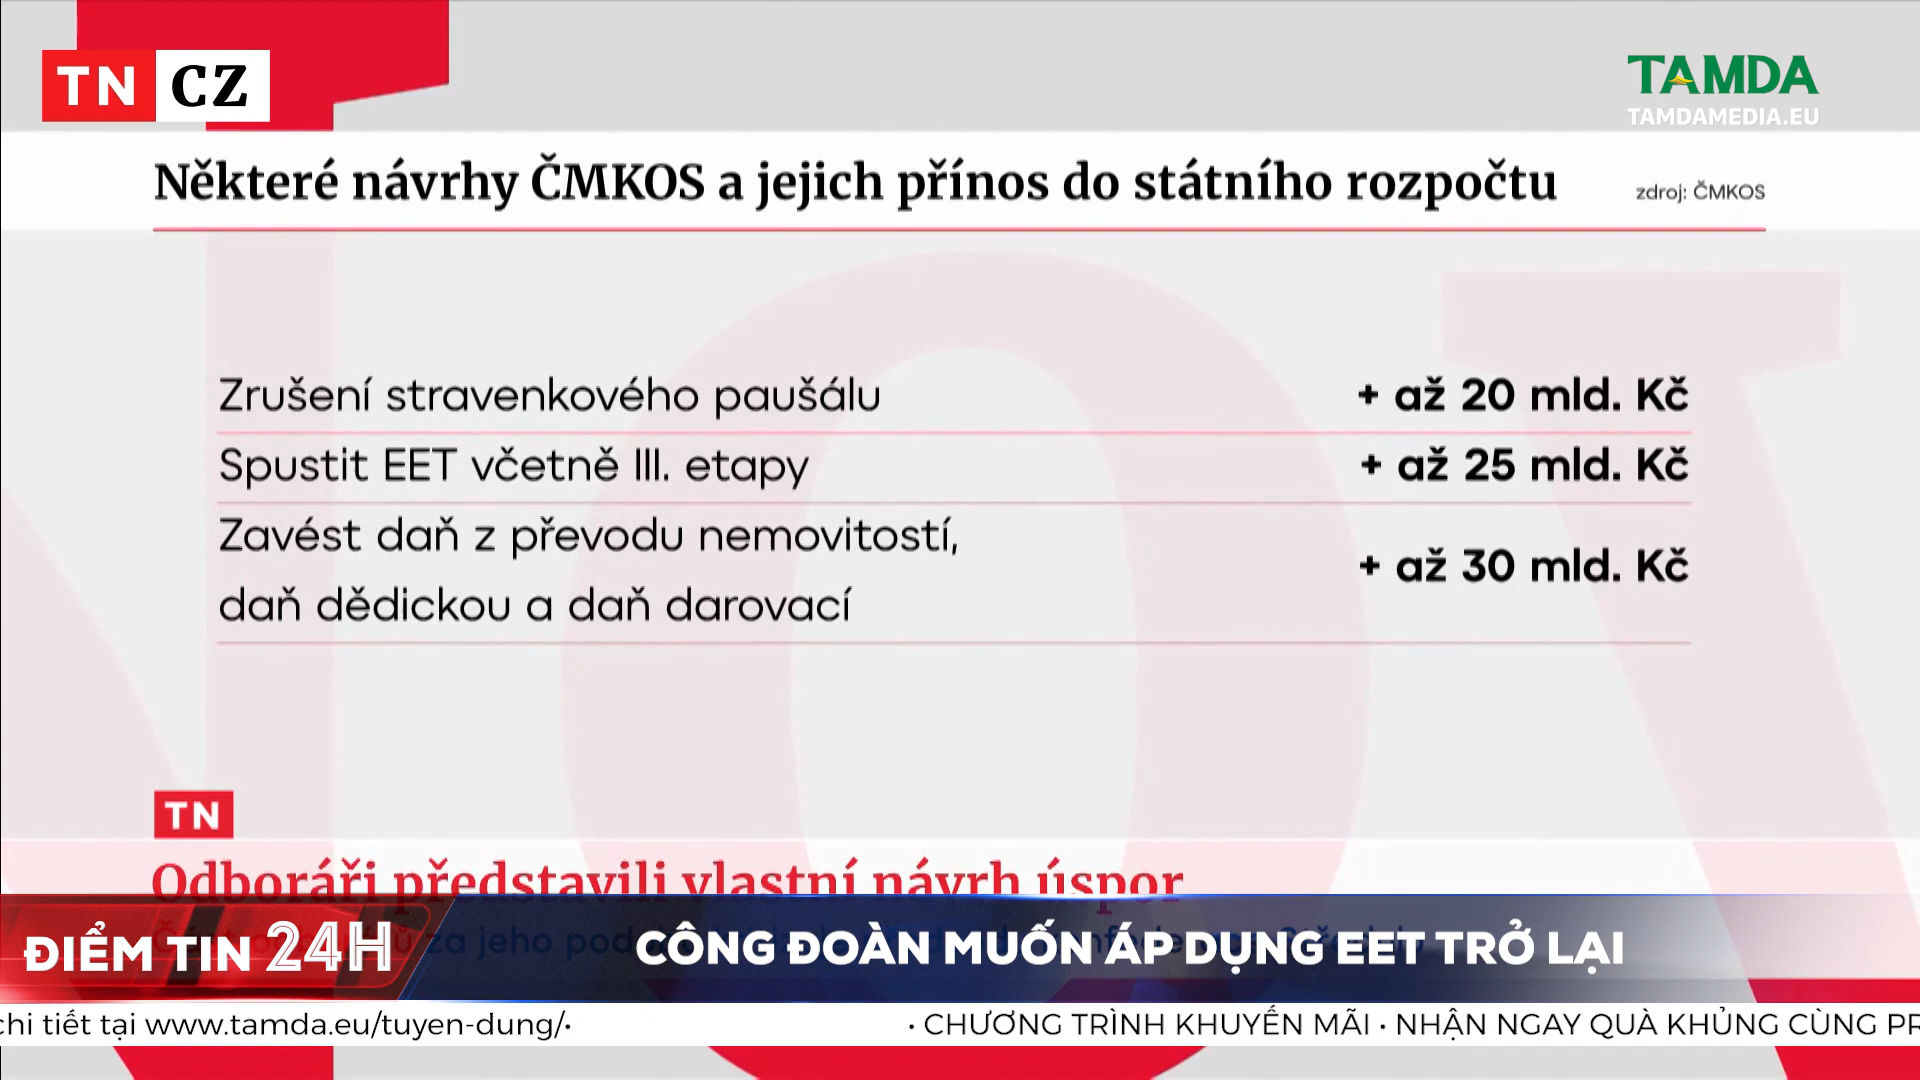 TN CZ
TAMDA
TAMDAMEDIA.EU
Některé návrhy ČMKOS a jejich přínos do státního rozpočtu
zdroj: ČMKOS
Zrušení stravenkového paušálu + až 20 mld. Kč
Spustit EET včetně III. etapy + až 25 mld. Kč
Zavést daň z převodu nemovitostí,
daň dědickou a daň darovací
+ až 30 mld. Kč
TN
Odboráři představili vlastní návrh úspor
za jeho
ĐIỂM TIN 24H
CÔNG ĐOÀN MUỐN ÁP DỤNG EET TRỞ LẠI
chi tiết tại www.tamda.eu/tuyen-dung/• • CHƯƠNG TRÌNH KHUYẾN MÃI • NHẬN NGAY QUÀ KHỦNG CÙNG PR